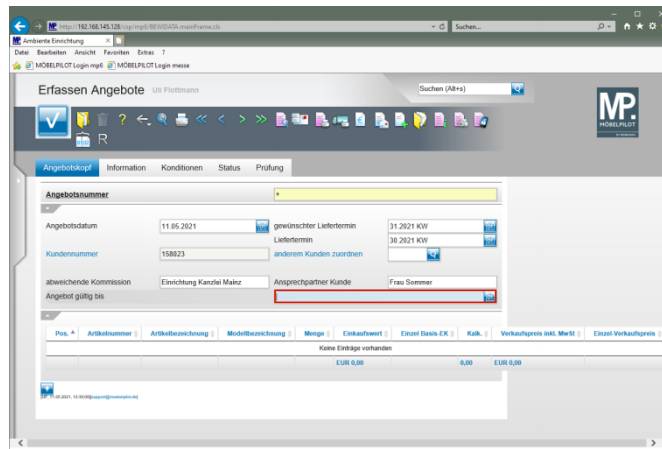 http://192.168.145.128/csp/mp6/BEWIDATA.mainFrame.cls
Suchen...
Ambiente Einrichtung
Datei Bearbeiten Ansicht Favoriten Extras ?
MÖBELPILOT Login mp6 MÖBELPILOT Login messe
Erfassen Angebote Uli Flottmann
Suchen (Alt+s)
MP.
MÖBELPILOT
? R
Angebotskopf Information Konditionen Status Prüfung
Angebotsnummer *
Angebotsdatum 11.05.2021 gewünschter Liefertermin 31.2021 KW
Liefertermin 30.2021 KW
Kundennummer 158023 anderem Kunden zuordnen
abweichende Kommission Einrichtung Kanzlei Mainz Ansprechpartner Kunde Frau Sommer
Angebot gültig bis
Pos. Artikelnummer Artikelbezeichnung Modellbezeichnung Menge Einkaufswert Einzel Basis-EK Kalk. Verkaufspreis inkl. MwSt Einzel-Verkaufspreis
Keine Einträge vorhanden
EUR 0,00 0,00 EUR 0,00